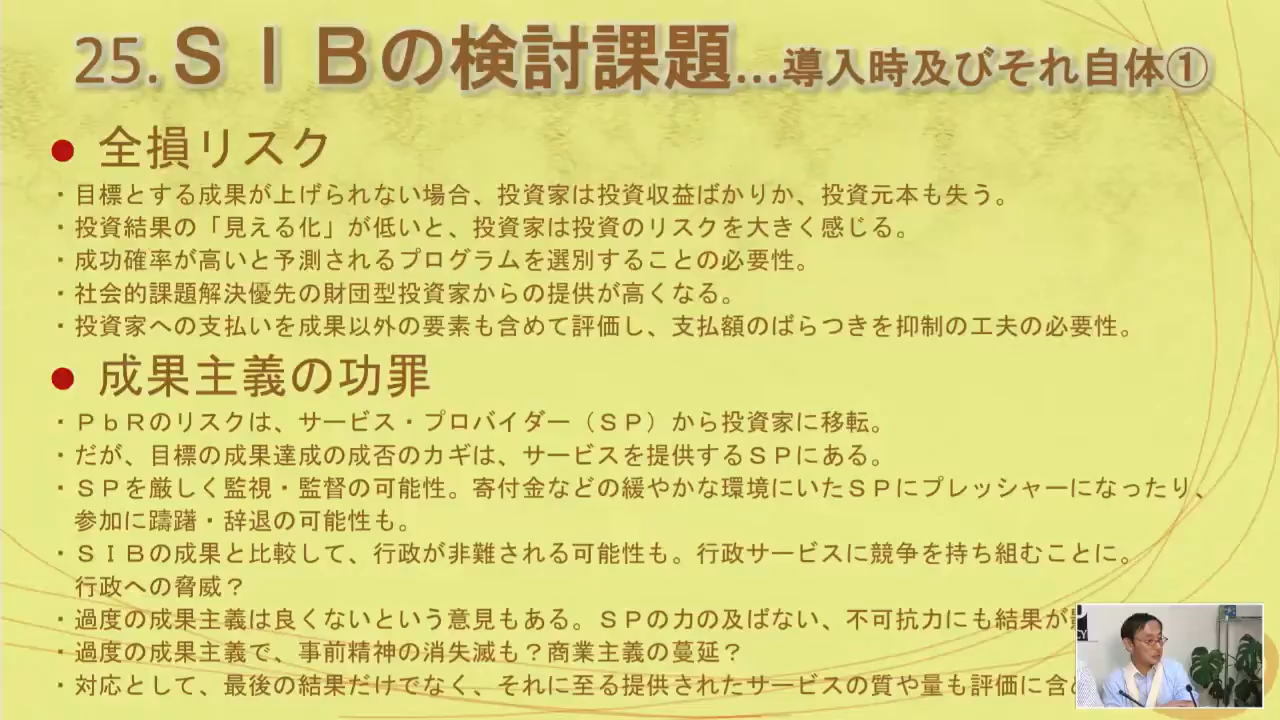 25.ＳＩＢの検討課題…導入時及びそれ自体①
● 全損リスク
・目標とする成果が上げられない場合、投資家は投資収益ばかりか、投資元本も失う。
・投資結果の「見える化」が低いと、投資家は投資のリスクを大きく感じる。
・成功確率が高いと予測されるプログラムを選別することの必要性。
・社会的課題解決優先の財団型投資家からの提供が高くなる。
・投資家への支払いを成果以外の要素も含めて評価し、支払額のばらつきを抑制の工夫の必要性。
● 成果主義の功罪
・ＰｂＲのリスクは、サービス・プロバイダー（ＳＰ）から投資家に移転。
・だが、目標の成果達成の成否のカギは、サービスを提供するＳＰにある。
・ＳＰを厳しく監視・監督の可能性。寄付金などの緩やかな環境にいたＳＰにプレッシャーになったり、
参加に躊躇・辞退の可能性も。
・ＳＩＢの成果と比較して、行政が非難される可能性も。行政サービスに競争を持ち組むことに。
行政への脅威？
・過度の成果主義は良くないという意見もある。ＳＰの力の及ばない、不可抗力にも結果が
・過度の成果主義で、事前精神の消失滅も？商業主義の蔓延？
・対応として、最後の結果だけでなく、それに至る提供されたサービスの質や量も評価に含
CY